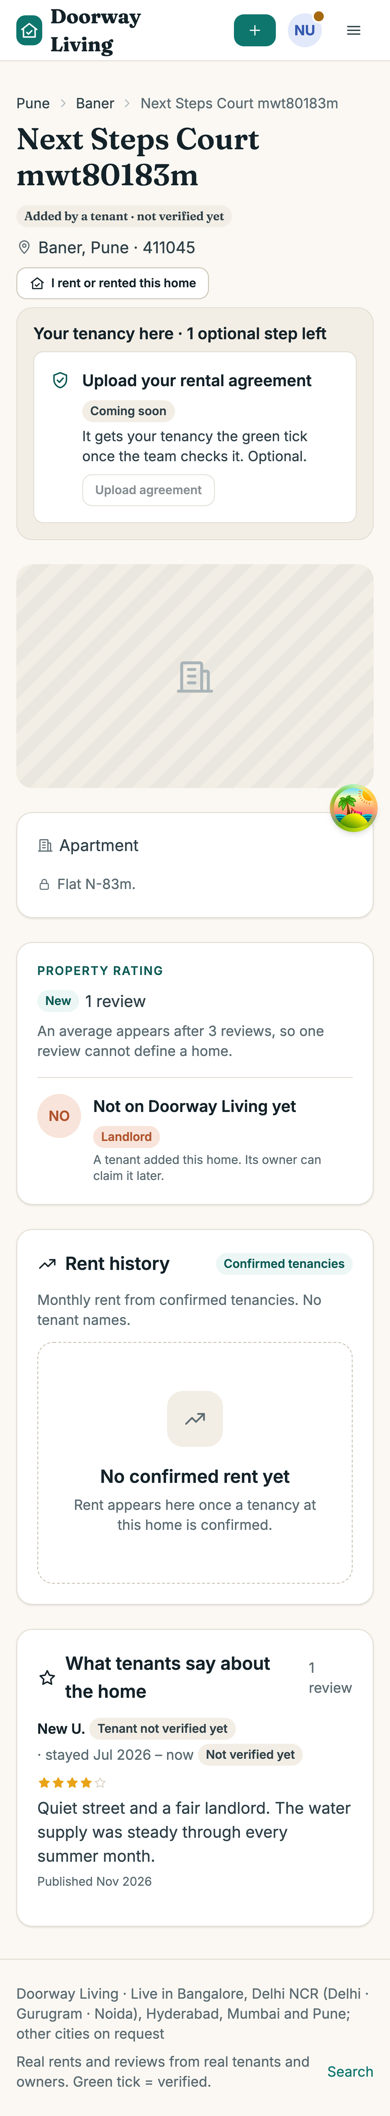 Doorway
Living
+
NU
Pune > Baner > Next Steps Court mwt80183m
Next Steps Court
mwt80183m
Added by a tenant · not verified yet
Baner, Pune · 411045
I rent or rented this home
Your tenancy here · 1 optional step left
Upload your rental agreement
Coming soon
It gets your tenancy the green tick
once the team checks it. Optional.
Upload agreement
Apartment
Flat N-83m.
PROPERTY RATING
New 1 review
An average appears after 3 reviews, so one
review cannot define a home.
NO
Not on Doorway Living yet
Landlord
A tenant added this home. Its owner can
claim it later.
Rent history
Confirmed tenancies
Monthly rent from confirmed tenancies. No
tenant names.
No confirmed rent yet
Rent appears here once a tenancy at
this home is confirmed.
What tenants say about
the home
1
review
New U. Tenant not verified yet
· stayed Jul 2026 – now Not verified yet
Quiet street and a fair landlord. The water
supply was steady through every
summer month.
Published Nov 2026
Doorway Living · Live in Bangalore, Delhi NCR (Delhi ·
Gurugram · Noida), Hyderabad, Mumbai and Pune;
other cities on request
Real rents and reviews from real tenants and
owners. Green tick = verified.
Search